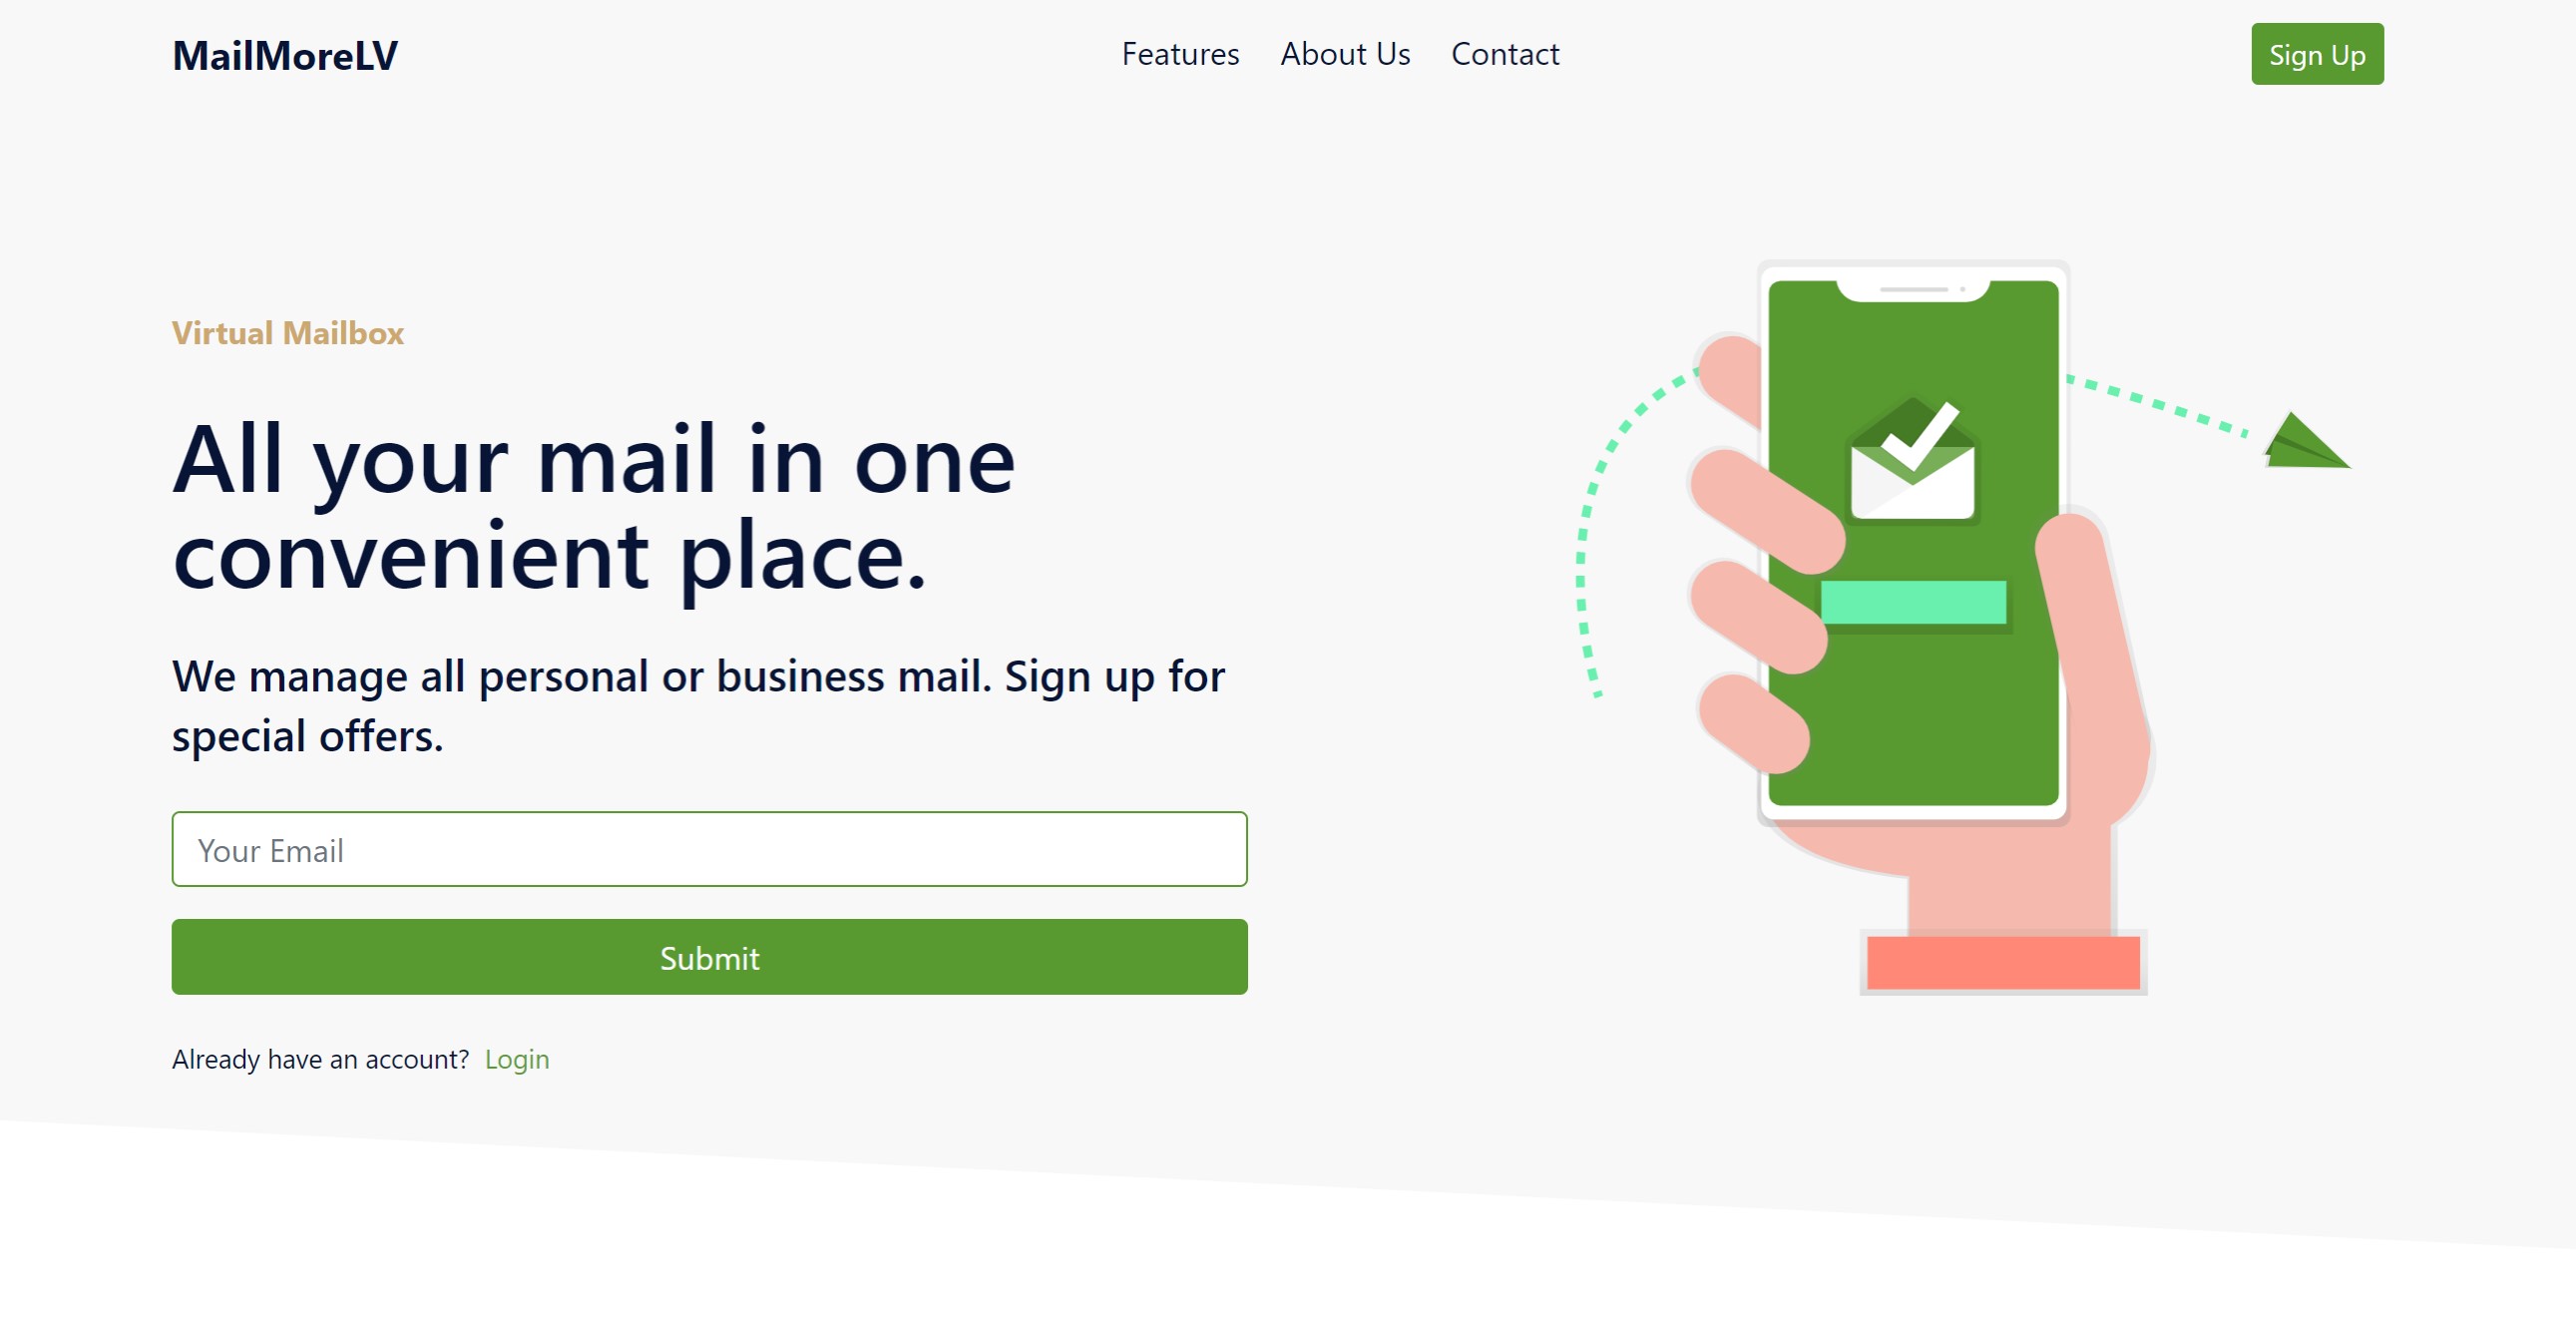 MailMoreLV
Features
About Us
Contact
Sign Up
Virtual Mailbox
All your mail in one
convenient place.
We manage all personal or business mail. Sign up for
special offers.
Your Email
Submit
Already have an account? Login